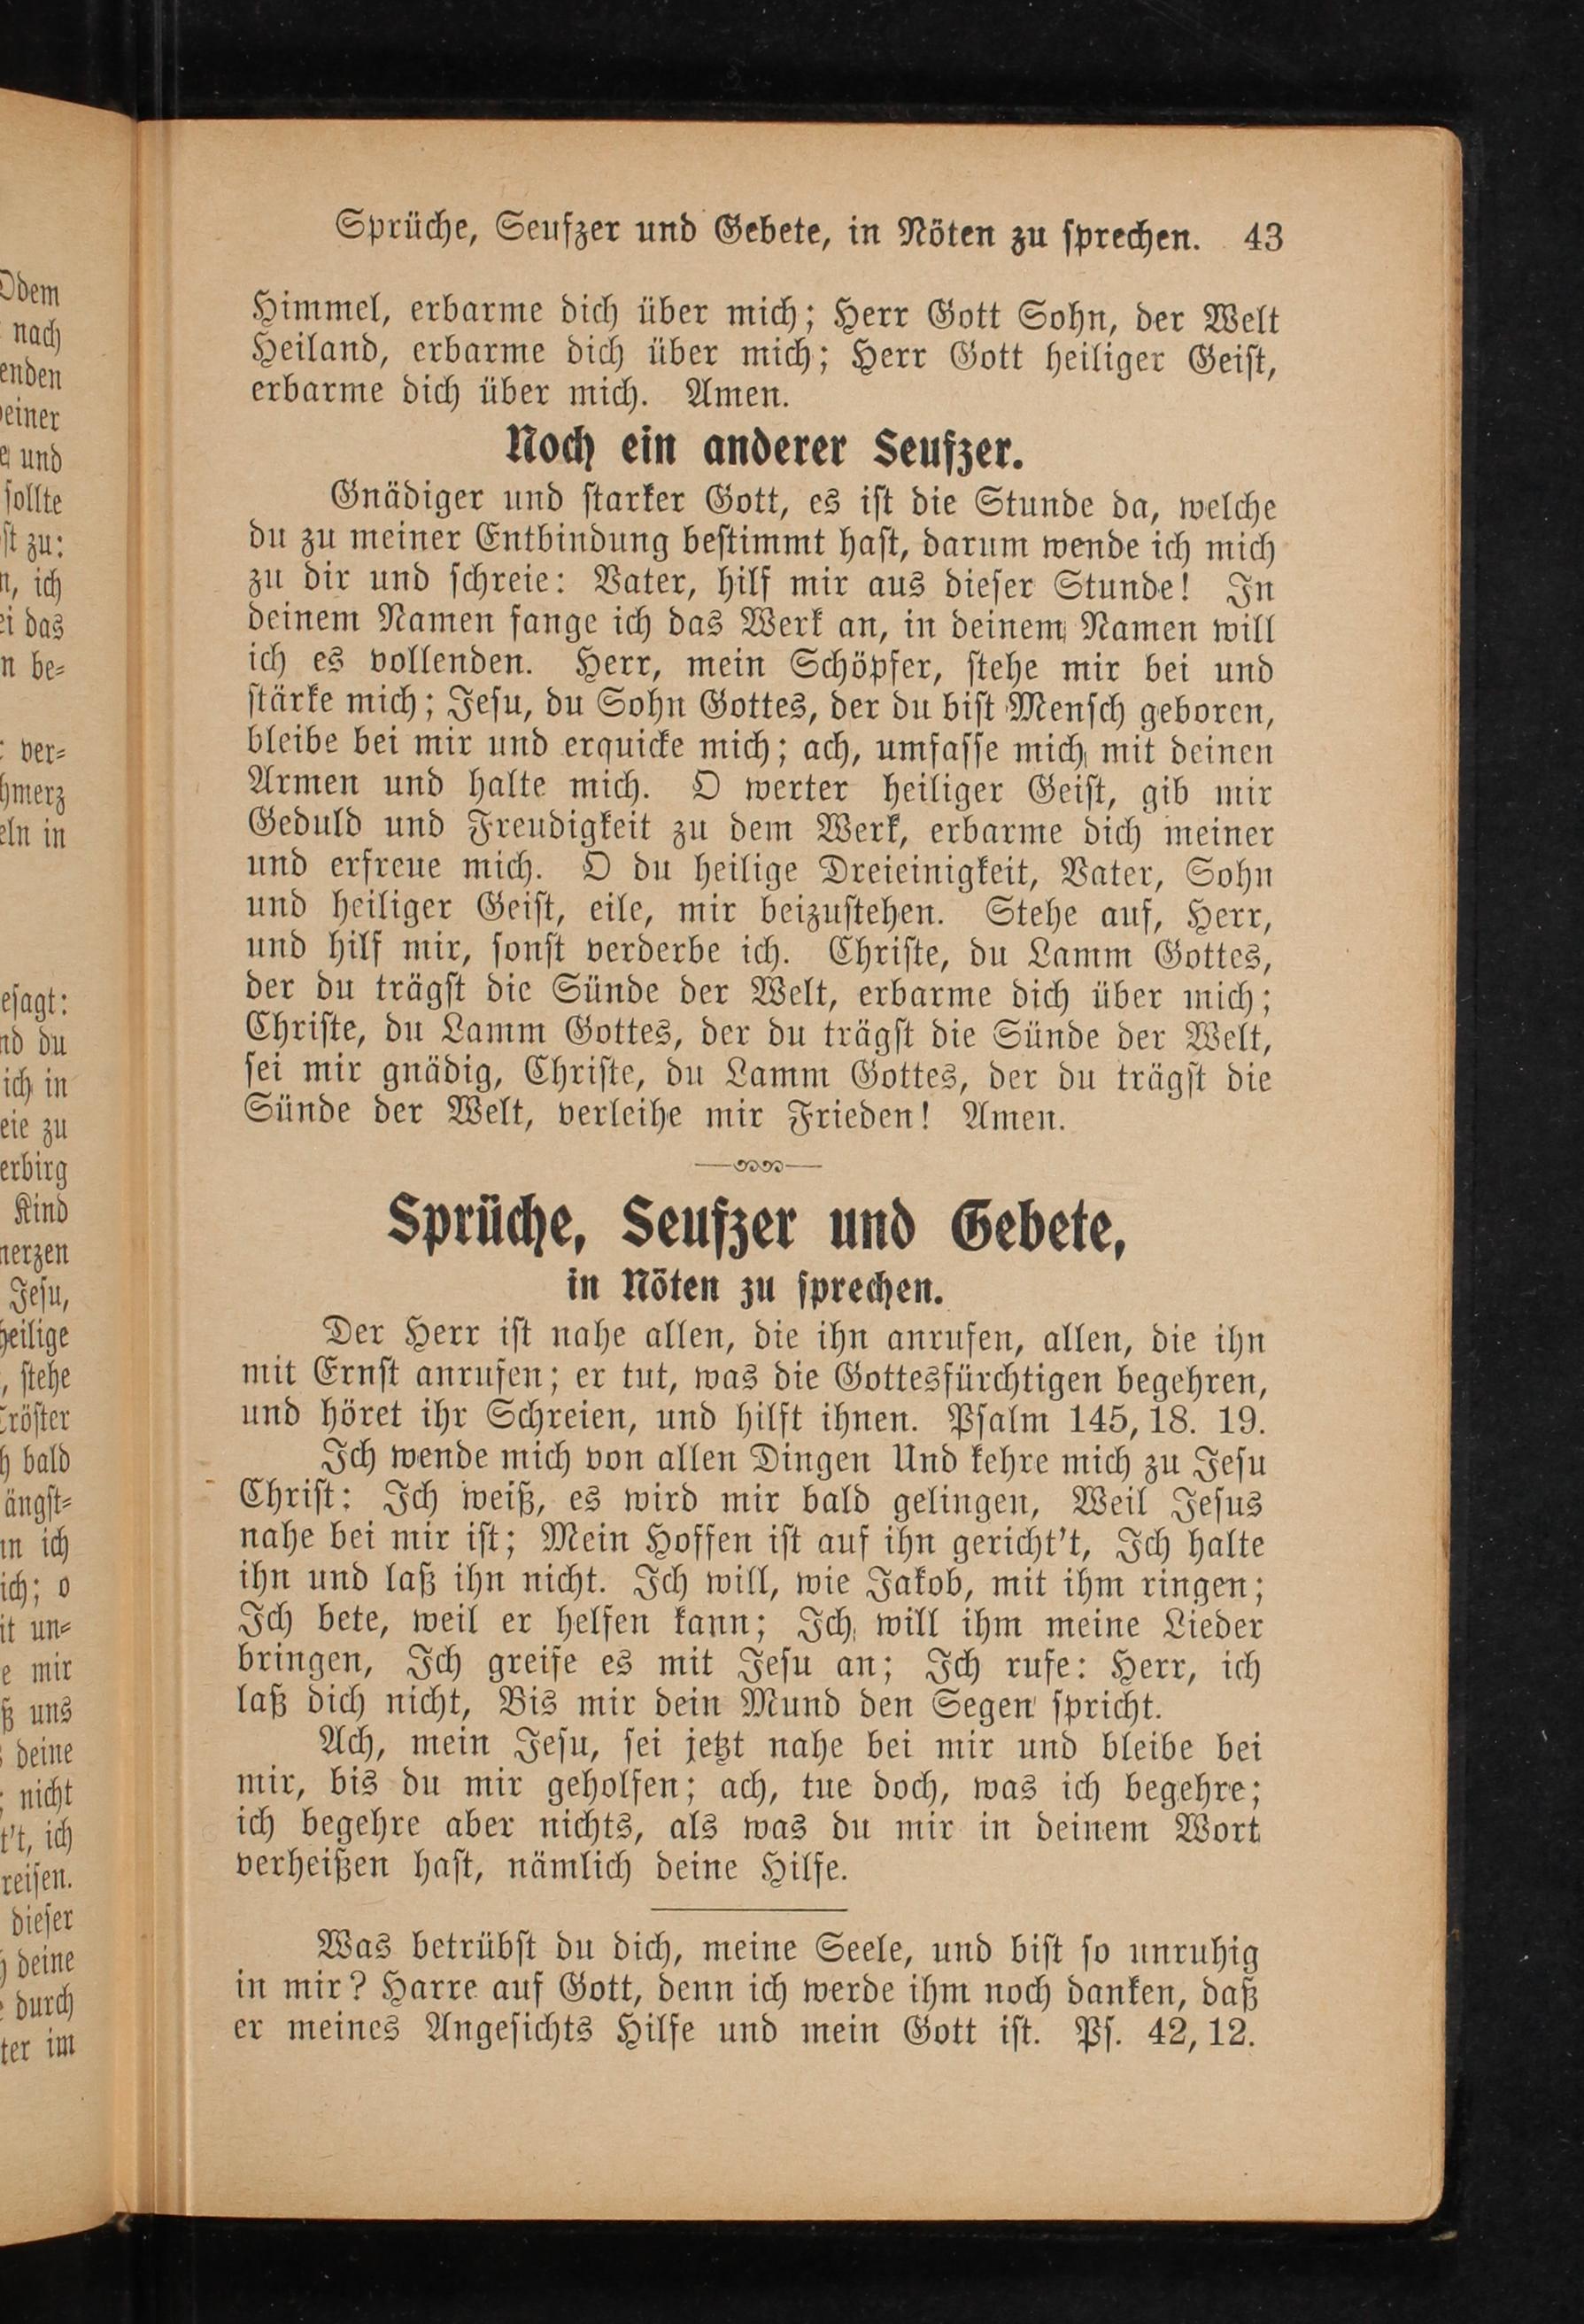 Sprüche, Seufzer und Gebete, in Nöten zu sprechen. 43
Himmel, erbarme dich über mich; Herr Gott Sohn, der Welt
Heiland, erbarme dich über mich; Herr Gott heiliger Geist,
erbarme dich über mich. Amen.
Noch ein anderer Seufzer.
Gnädiger und starker Gott, es ist die Stunde da, welche
du zu meiner Entbindung bestimmt hast, darum wende ich mich
zu dir und schreie: Vater, hilf mir aus dieser Stunde! In
deinem Namen fange ich das Werk an, in deinem Namen will
ich es vollenden. Herr, mein Schöpfer, stehe mir bei und
stärke mich; Jesu, du Sohn Gottes, der du bist Mensch geboren,
bleibe bei mir und erquicke mich; ach, umfasse mich mit deinen
Armen und halte mich. O werter heiliger Geist, gib mir
Geduld und Freudigkeit zu dem Werk, erbarme dich meiner
und erfreue mich. O du heilige Dreieinigkeit, Vater, Sohn
und heiliger Geist, eile, mir beizustehen. Stehe auf, Herr,
und hilf mir, sonst verderbe ich. Christe, du Lamm Gottes,
der du trägst die Sünde der Welt, erbarme dich über mich;
Christe, du Lamm Gottes, der du trägst die Sünde der Welt,
sei mir gnädig, Christe, du Lamm Gottes, der du trägst die
Sünde der Welt, verleihe mir Frieden! Amen.
Sprüche, Seufzer und Gebete,
in Nöten zu sprechen.
Der Herr ist nahe allen, die ihn anrufen, allen, die ihn
mit Ernst anrufen; er tut, was die Gottesfürchtigen begehren,
und höret ihr Schreien, und hilft ihnen. Psalm 145, 18. 19.
Ich wende mich von allen Dingen Und kehre mich zu Jesu
Christ: Ich weiß, es wird mir bald gelingen, Weil Jesus
nahe bei mir ist; Mein Hoffen ist auf ihn gericht't, Ich halte
ihn und laß ihn nicht. Ich will, wie Jakob, mit ihm ringen;
Ich bete, weil er helfen kann; Ich will ihm meine Lieder
bringen, Ich greife es mit Jesu an; Ich rufe: Herr, ich
laß dich nicht, Bis mir dein Mund den Segen spricht.
Ach, mein Jesu, sei jetzt nahe bei mir und bleibe bei
mir, bis du mir geholfen; ach, tue doch, was ich begehre;
ich begehre aber nichts, als was du mir in deinem Wort
verheißen hast, nämlich deine Hilfe.
Was betrübst du dich, meine Seele, und bist so unruhig
in mir? Harre auf Gott, denn ich werde ihm noch danken, daß
er meines Angesichts Hilfe und mein Gott ist. Ps. 42, 12.